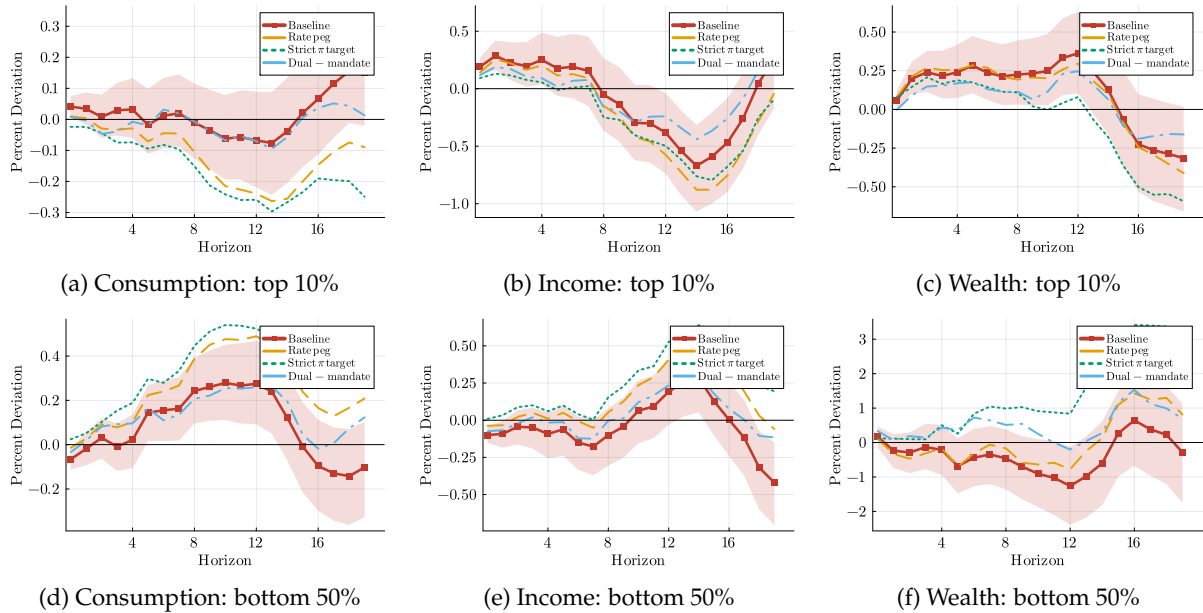 Percent Deviation
0.3
0.2
0.1
0.0
−0.1
−0.2
−0.3
4
8
12
16
Horizon
Baseline
Rate peg
Strict π target
Dual − mandate
(a) Consumption: top 10%
Percent Deviation
0.5
0.0
−0.5
−1.0
4
8
12
16
Horizon
Baseline
Rate peg
Strict π target
Dual − mandate
(b) Income: top 10%
Percent Deviation
0.50
0.25
0.00
−0.25
−0.50
4
8
12
16
Horizon
Baseline
Rate peg
Strict π target
Dual − mandate
(c) Wealth: top 10%
Percent Deviation
0.4
0.2
0.0
−0.2
4
8
12
16
Horizon
Baseline
Rate peg
Strict π target
Dual − mandate
(d) Consumption: bottom 50%
Percent Deviation
0.50
0.25
0.00
−0.25
−0.50
4
8
12
16
Horizon
Baseline
Rate peg
Strict π target
Dual − mandate
(e) Income: bottom 50%
Percent Deviation
3
2
1
0
−1
−2
4
8
12
16
Horizon
Baseline
Rate peg
Strict π target
Dual − mandate
(f) Wealth: bottom 50%